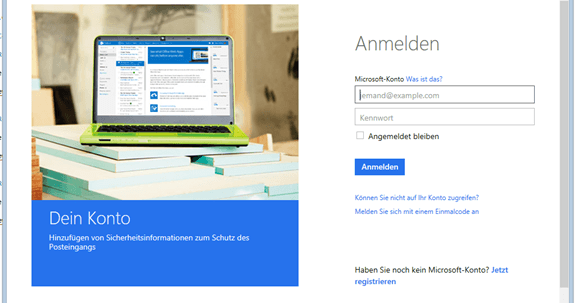 Dein Konto
Hinzufügen von Sicherheitsinformationen zum Schutz des
Posteingangs
Anmelden
Microsoft-Konto Was ist das?
jemand@example.com
Kennwort
Angemeldet bleiben
Anmelden
Können Sie nicht auf Ihr Konto zugreifen?
Melden Sie sich mit einem Einmalcode an
Haben Sie noch kein Microsoft-Konto? Jetzt
registrieren